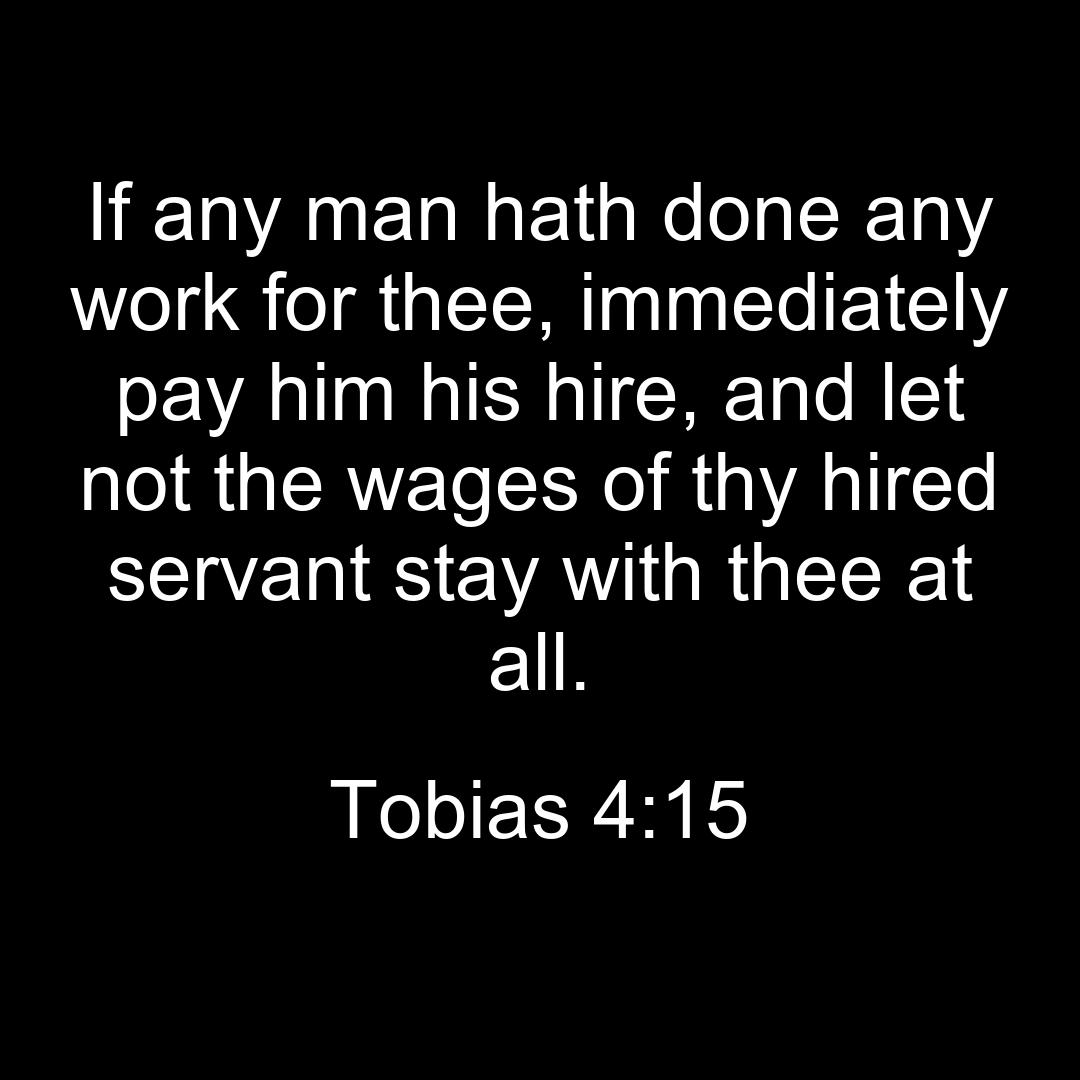 If any man hath done any
work for thee, immediately
pay him his hire, and let
not the wages of thy hired
servant stay with thee at
all.
Tobias 4:15